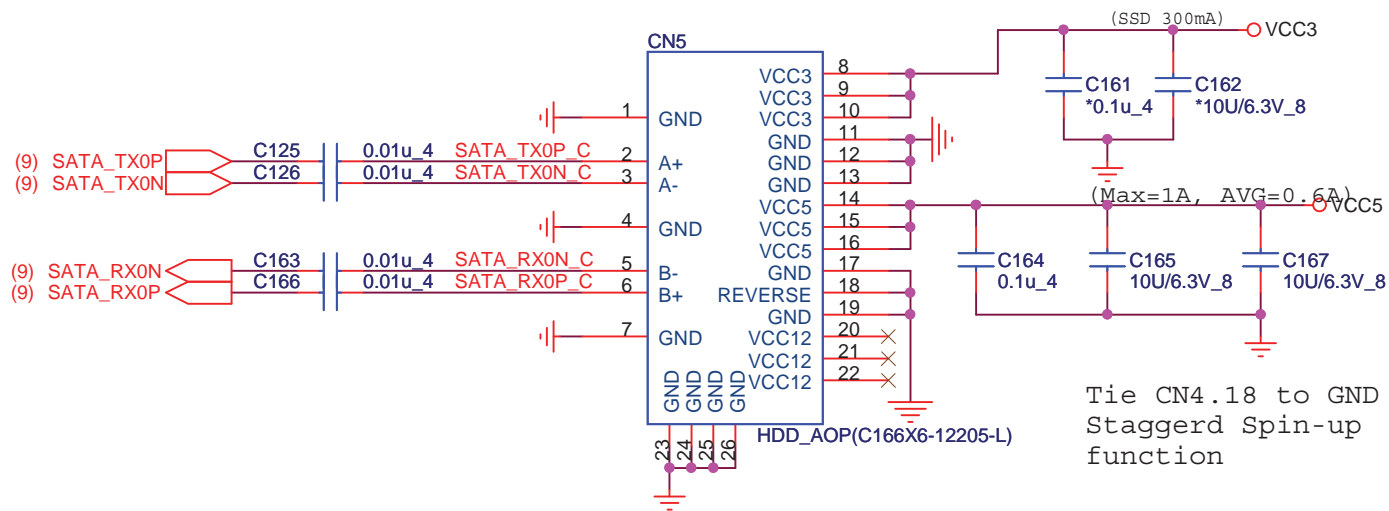 (SSD 300mA)
VCC3
CN5
C161
*0.1u_4
C162
*10U/6.3V_8
1 GND
(9) SATA_TX0P C125 0.01u_4 SATA_TX0P_C 2 A+
(9) SATA_TX0N C126 0.01u_4 SATA_TX0N_C 3 A-
4 GND
(9) SATA_RX0N C163 0.01u_4 SATA_RX0N_C 5 B-
(9) SATA_RX0P C166 0.01u_4 SATA_RX0P_C 6 B+
7 GND
VCC3 8
VCC3 9
VCC3 10
GND 11
GND 12
GND 13
VCC5 14
VCC5 15
VCC5 16
GND 17
REVERSE 18
GND 19
VCC12 20
VCC12 21
VCC12 22
GND GND GND GND
23 24 25 26
HDD_AOP(C166X6-12205-L)
(Max=1A, AVG=0.6A)
VCC5
C164
0.1u_4
C165
10U/6.3V_8
C167
10U/6.3V_8
Tie CN4.18 to GND
Staggerd Spin-up
function